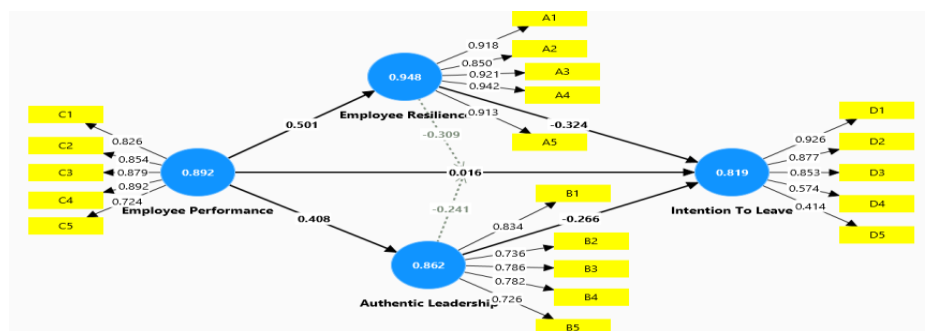 A1
0.918
A2
0.850
A3
0.921
0.942
A4
0.913
A5
0.948
Employee Resilienc
C1
0.826
C2
0.854
C3
0.879
0.892
C4
0.724
C5
0.892
Employee Performance
0.501
0.408
-0.309
0.016
-0.241
-0.324
-0.266
D1
0.926
D2
0.877
D3
0.853
0.574
D4
0.414
D5
0.819
Intention To Leave
B1
0.834
B2
0.736
B3
0.786
0.782
B4
0.726
B5
0.862
Authentic Leadership